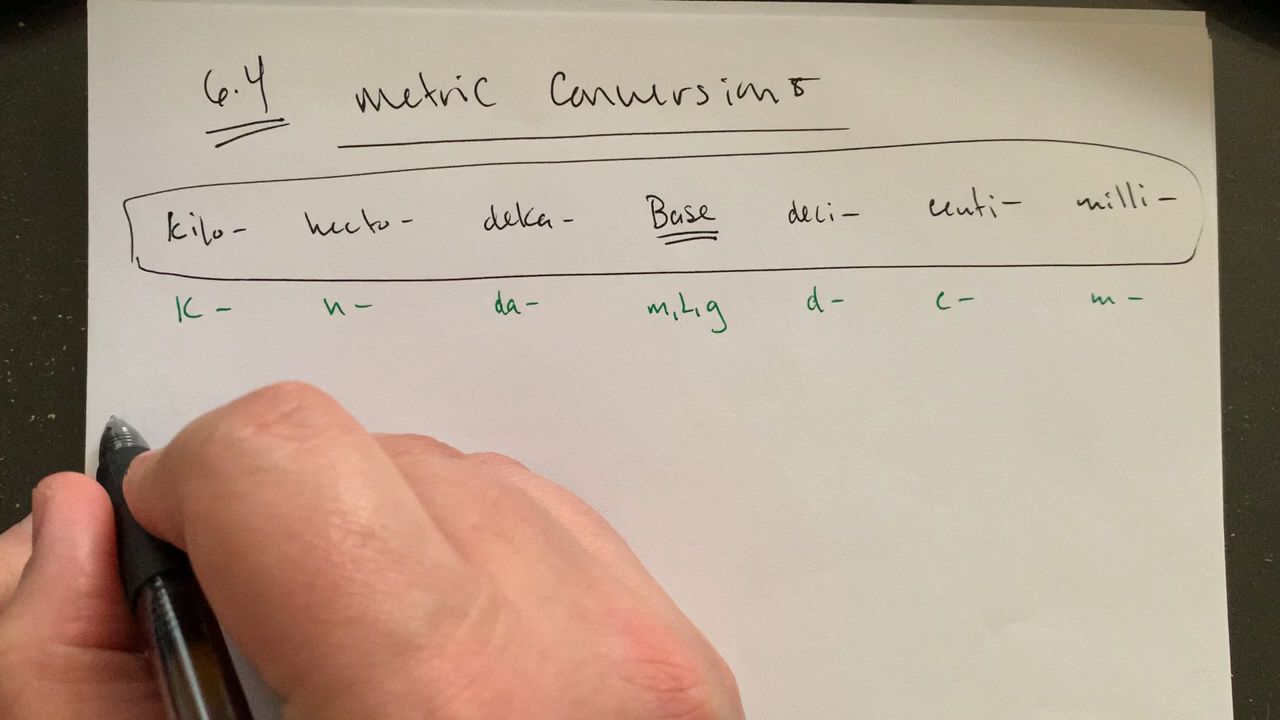 6.4 metric Conversions
kilo- hecto- deka- Base deci- centi- milli-
K- h- da- m, L, g d- c- m-